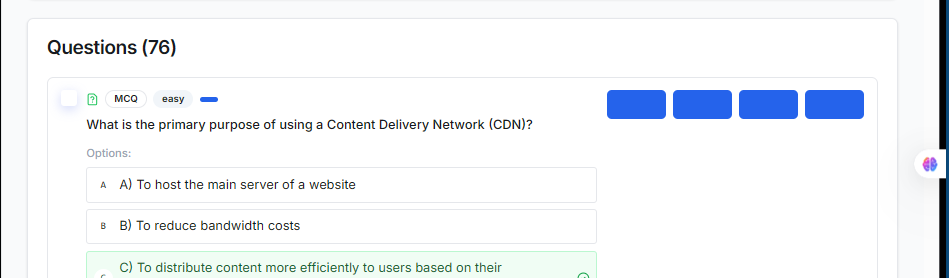 Questions (76)
MCQ easy
What is the primary purpose of using a Content Delivery Network (CDN)?
Options:
A A) To host the main server of a website
B B) To reduce bandwidth costs
C) To distribute content more efficiently to users based on their